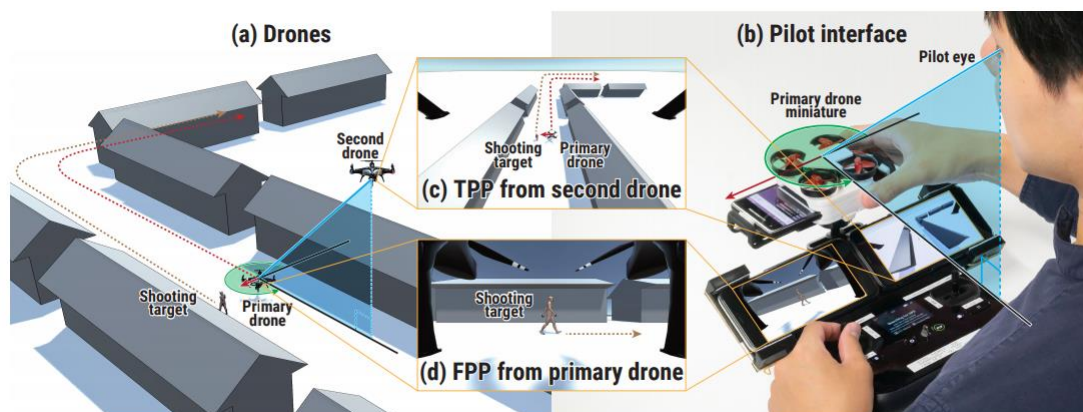 (a) Drones
(b) Pilot interface
Pilot eye
Primary drone
miniature
Second
drone
Shooting
target
Primary
drone
(c) TPP from second drone
Shooting
target
Primary
drone
Shooting
target
(d) FPP from primary drone